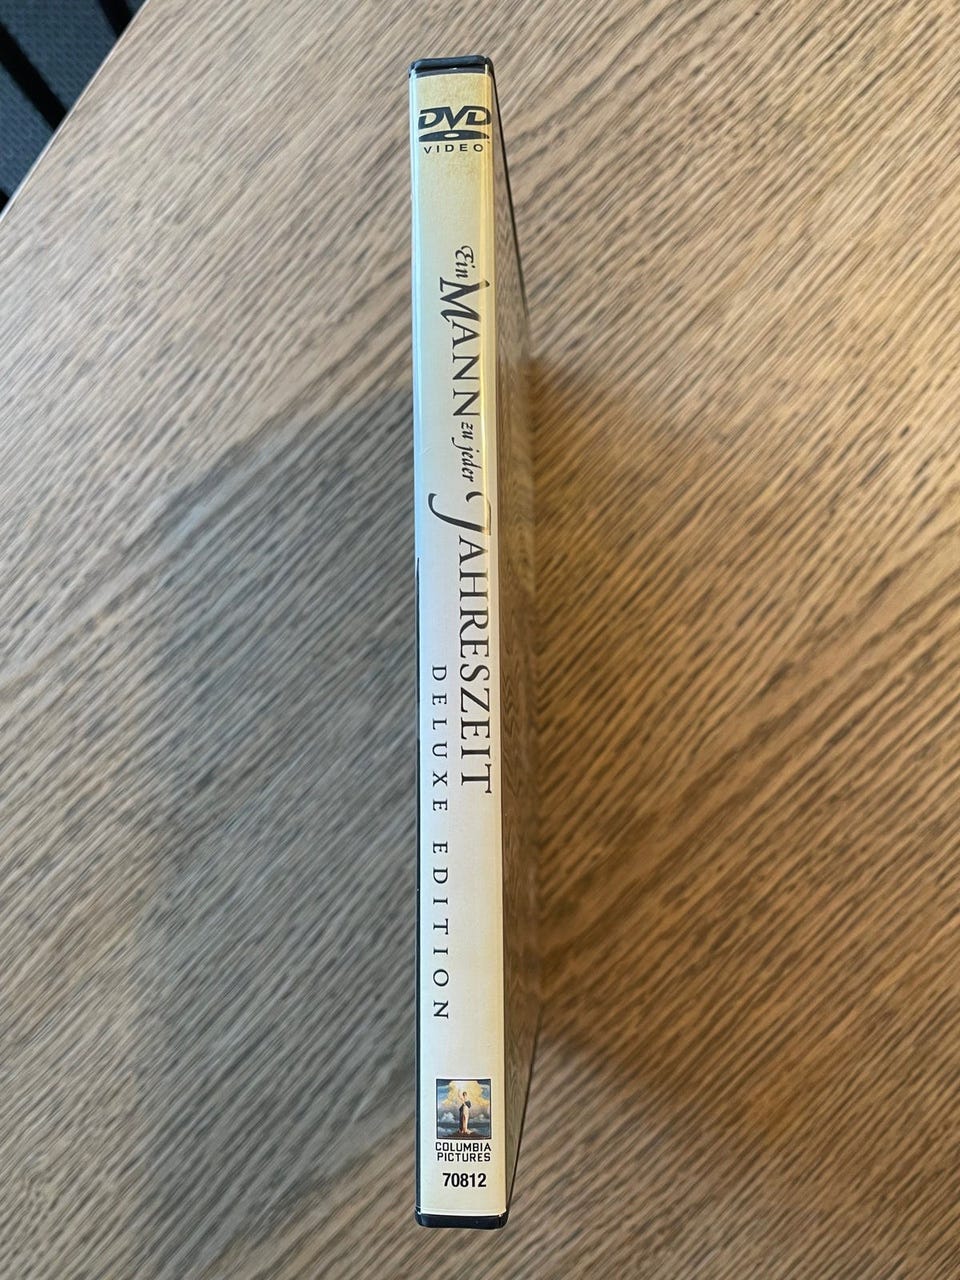 DVD
VIDEO
Ein MANN zu jeder JAHRESZEIT
DELUXE EDITION
COLUMBIA
PICTURES
70812